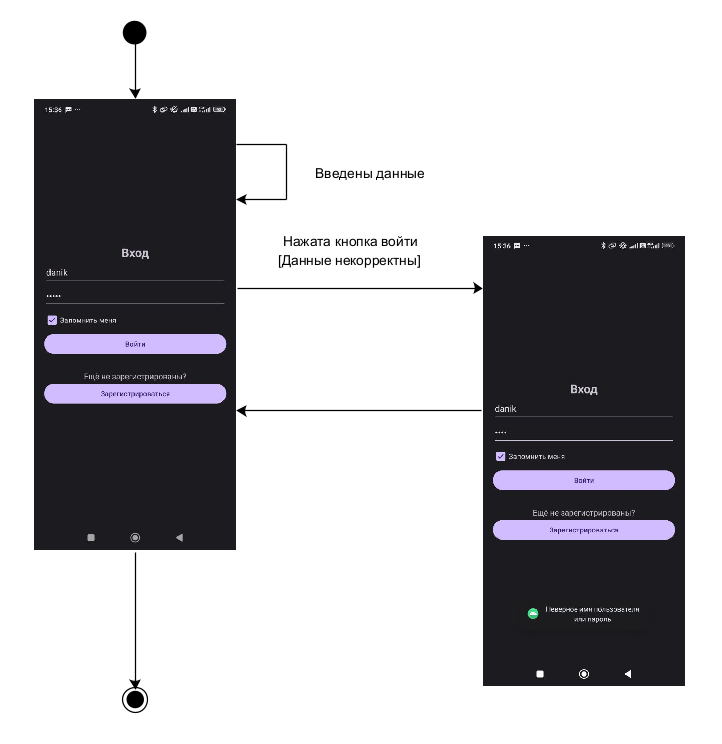 15:36
Введены данные
Вход
danik
•••••
Запомнить меня
Войти
Ещё не зарегистрированы?
Зарегистрироваться
Нажата кнопка войти
[Данные некорректны]
15:36
Вход
danik
••••
Запомнить меня
Войти
Ещё не зарегистрированы?
Зарегистрироваться
Неверное имя пользователя
или пароль